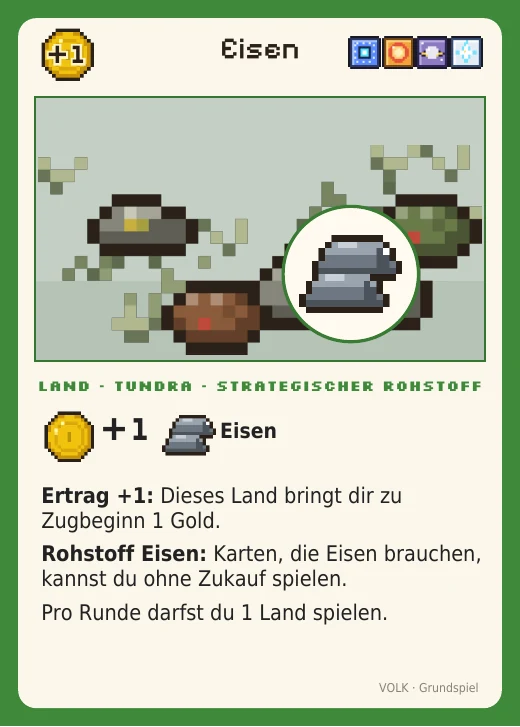 +1
Eisen
LAND · TUNDRA · STRATEGISCHER ROHSTOFF
+1 Eisen
Ertrag +1: Dieses Land bringt dir zu
Zugbeginn 1 Gold.
Rohstoff Eisen: Karten, die Eisen brauchen,
kannst du ohne Zukauf spielen.
Pro Runde darfst du 1 Land spielen.
VOLK · Grundspiel